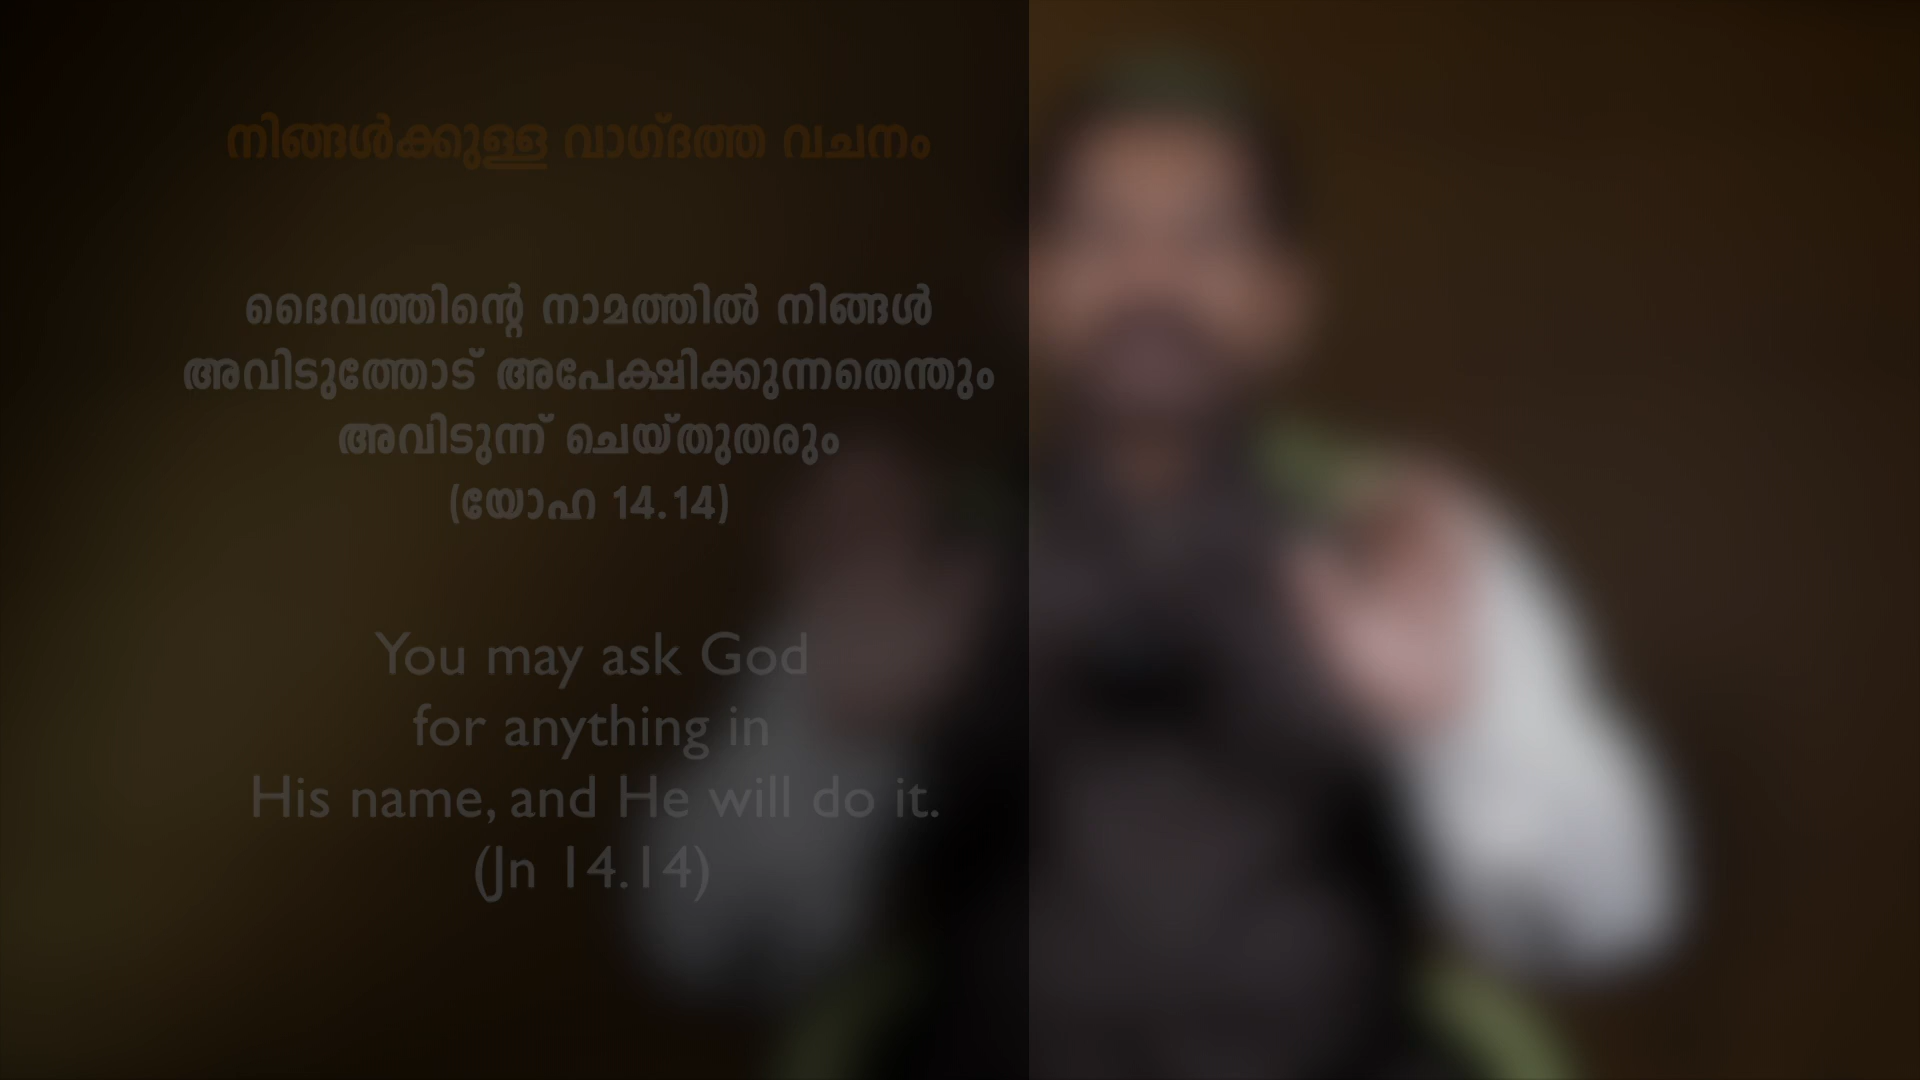 നിങ്ങൾക്കുള്ള വാഗ്ദത്ത വചനം
ദൈവത്തിന്റെ നാമത്തിൽ നിങ്ങൾ
അവിടുത്തോട് അപേക്ഷിക്കുന്നതെന്തും
അവിടുന്ന് ചെയ്തുതരും
(യോഹ 14.14)
You may ask God
for anything in
His name, and He will do it.
(Jn 14.14)